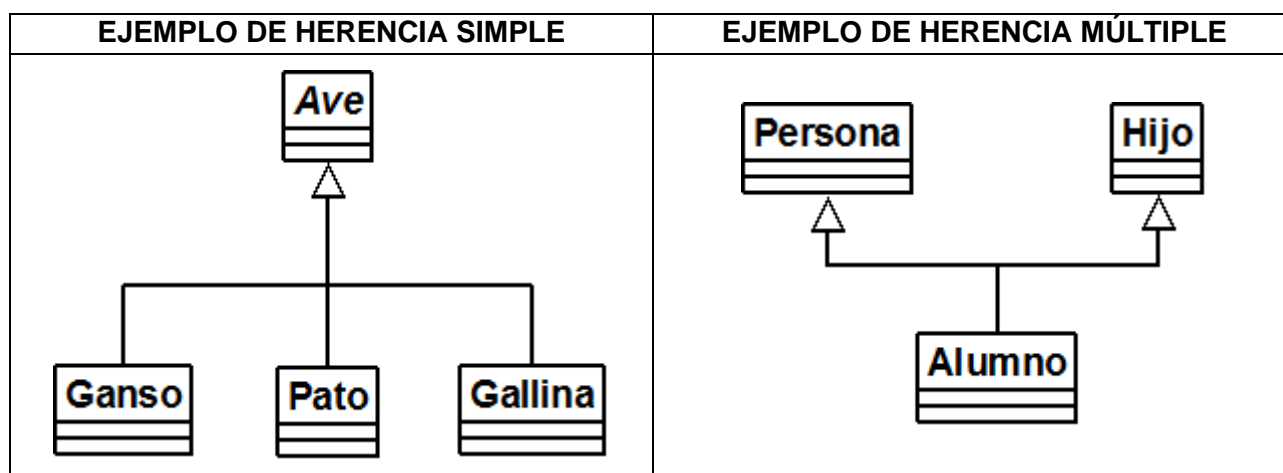 EJEMPLO DE HERENCIA SIMPLE
EJEMPLO DE HERENCIA MÚLTIPLE
Ave
Ganso
Pato
Gallina
Persona
Hijo
Alumno